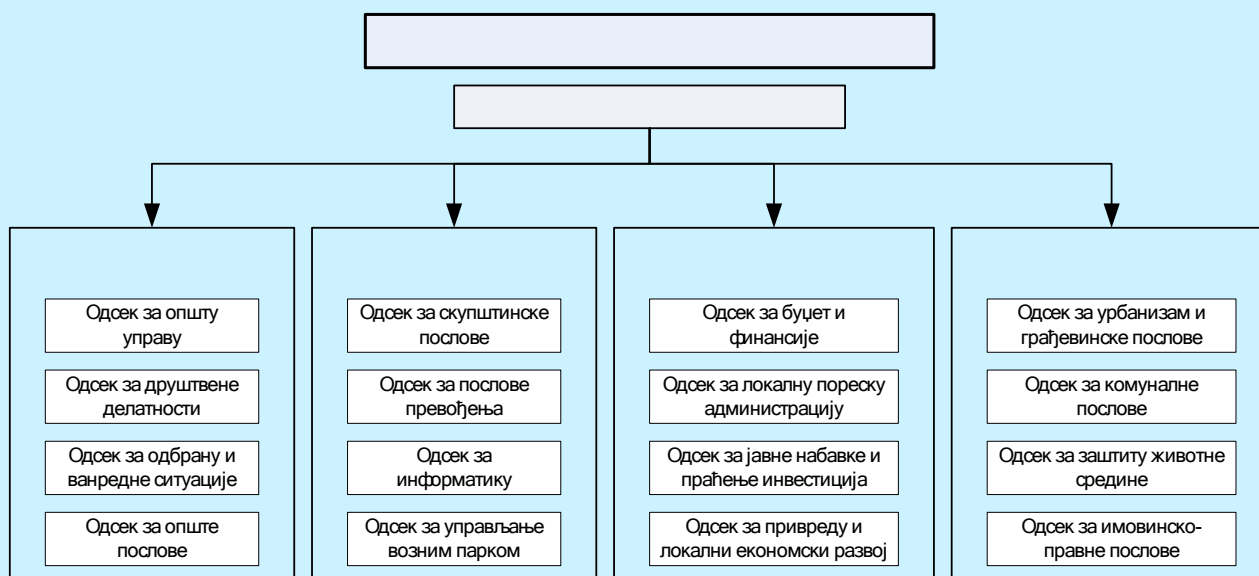 Одсек за општу
управу
Одсек за друштвене
делатности
Одсек за одбрану и
ванредне ситуације
Одсек за опште
послове
Одсек за скупштинске
послове
Одсек за послове
превођења
Одсек за
информатику
Одсек за управљање
возним парком
Одсек за буџет и
финансије
Одсек за локалну пореску
администрацију
Одсек за јавне набавке и
праћење инвестиција
Одсек за привреду и
локални економски развој
Одсек за урбанизам и
грађевинске послове
Одсек за комуналне
послове
Одсек за заштиту животне
средине
Одсек за имовинско-
правне послове